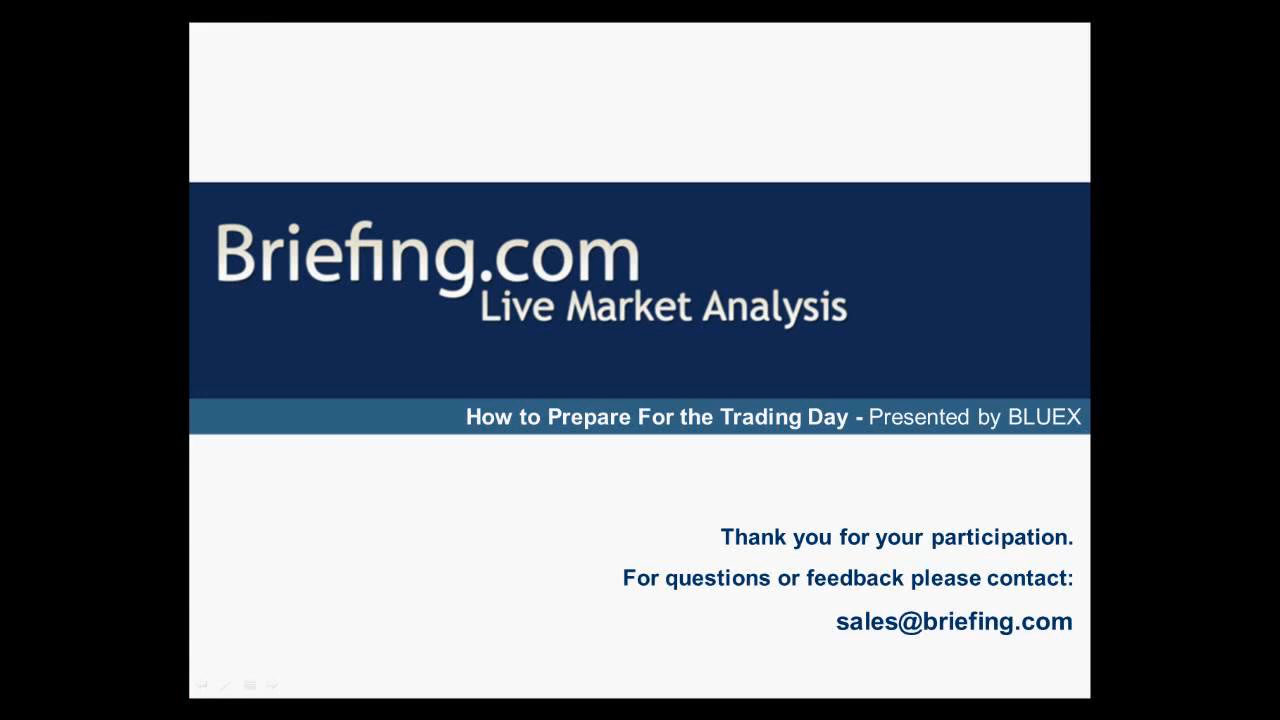 Briefing.com
Live Market Analysis
How to Prepare For the Trading Day - Presented by BLUEX
Thank you for your participation.
For questions or feedback please contact:
sales@briefing.com